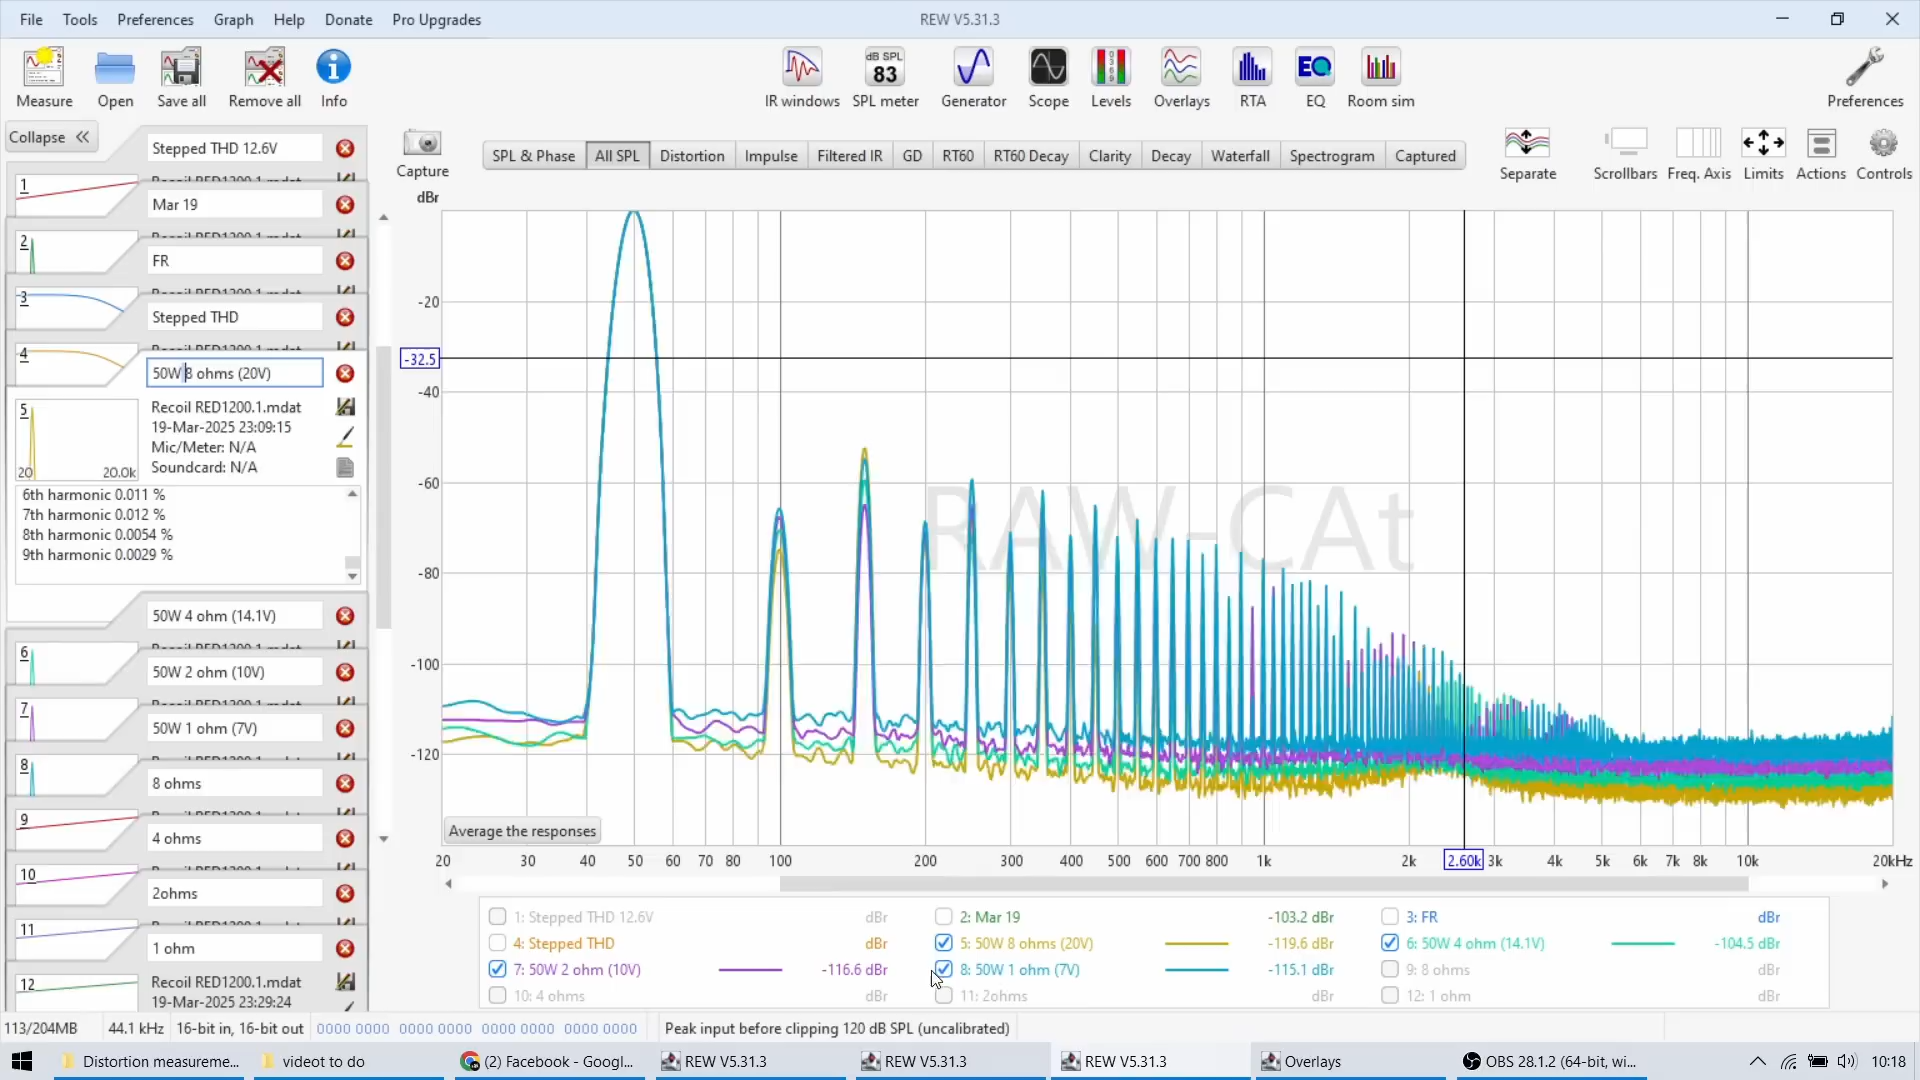 File Tools Preferences Graph Help Donate Pro Upgrades
REW V5.31.3
Measure Open Save all Remove all Info
dB SPL
83
IR windows SPL meter Generator Scope Levels Overlays RTA EQ Room sim
Preferences
Collapse
Capture
SPL & Phase All SPL Distortion Impulse Filtered IR GD RT60 RT60 Decay Clarity Decay Waterfall Spectrogram Captured
Separate Scrollbars Freq. Axis Limits Actions Controls
Stepped THD 12.6V
1
Mar 19
2
FR
3
Stepped THD
4
50W 8 ohms (20V)
5
Recoil RED1200.1.mdat
19-Mar-2025 23:09:15
Mic/Meter: N/A
Soundcard: N/A
20 20.0k
6th harmonic 0.011 %
7th harmonic 0.012 %
8th harmonic 0.0054 %
9th harmonic 0.0029 %
50W 4 ohm (14.1V)
6
50W 2 ohm (10V)
7
50W 1 ohm (7V)
8
8 ohms
9
4 ohms
10
2ohms
11
1 ohm
12
Recoil RED1200.1.mdat
19-Mar-2025 23:29:24
dBr
-20
-32.5
-40
-60
-80
-100
-120
RAW-CAt
Average the responses
20 30 40 50 60 70 80 100 200 300 400 500 600 700 800 1k 2k 2.60k 3k 4k 5k 6k 7k 8k 10k 20kHz
1: Stepped THD 12.6V dBr 2: Mar 19 -103.2 dBr 3: FR dBr
4: Stepped THD dBr 5: 50W 8 ohms (20V) -119.6 dBr 6: 50W 4 ohm (14.1V) -104.5 dBr
7: 50W 2 ohm (10V) -116.6 dBr 8: 50W 1 ohm (7V) -115.1 dBr 9: 8 ohms dBr
10: 4 ohms dBr 11: 2ohms dBr 12: 1 ohm dBr
113/204MB 44.1 kHz 16-bit in, 16-bit out 0000 0000 0000 0000 0000 0000 0000 0000 Peak input before clipping 120 dB SPL (uncalibrated)
Distortion measureme... videot to do (2) Facebook - Googl... REW V5.31.3 REW V5.31.3 REW V5.31.3 Overlays OBS 28.1.2 (64-bit, wi... 10:18